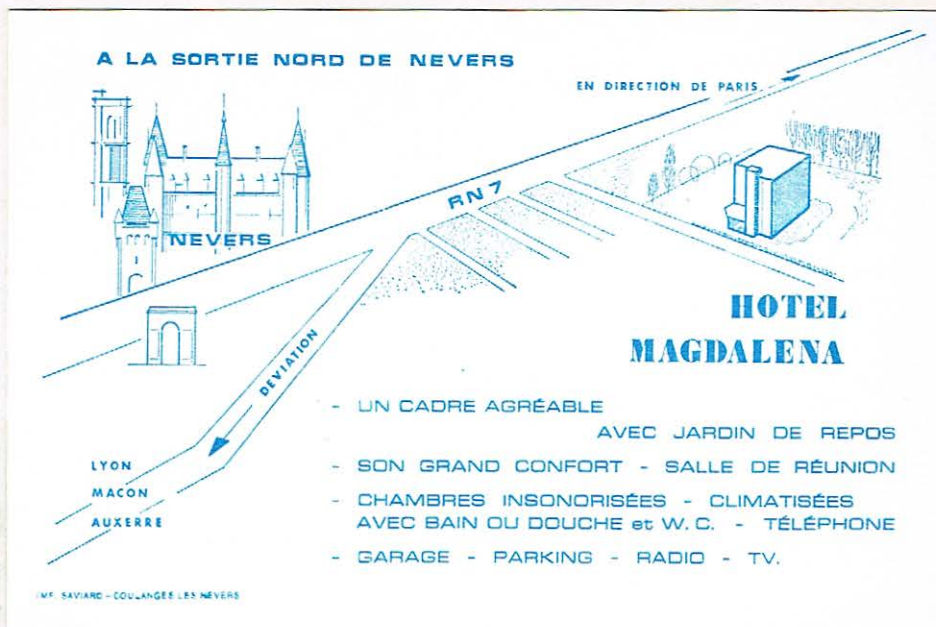 A LA SORTIE NORD DE NEVERS
EN DIRECTION DE PARIS
RN 7
NEVERS
HOTEL
MAGDALENA
DEVIATION
- UN CADRE AGRÉABLE
AVEC JARDIN DE REPOS
LYON
- SON GRAND CONFORT - SALLE DE RÉUNION
MACON
- CHAMBRES INSONORISÉES - CLIMATISÉES
AUXERRE
AVEC BAIN OU DOUCHE et W. C. - TÉLÉPHONE
- GARAGE - PARKING - RADIO - TV.
IMP. SAVIARD - COULANGES LES NEVERS